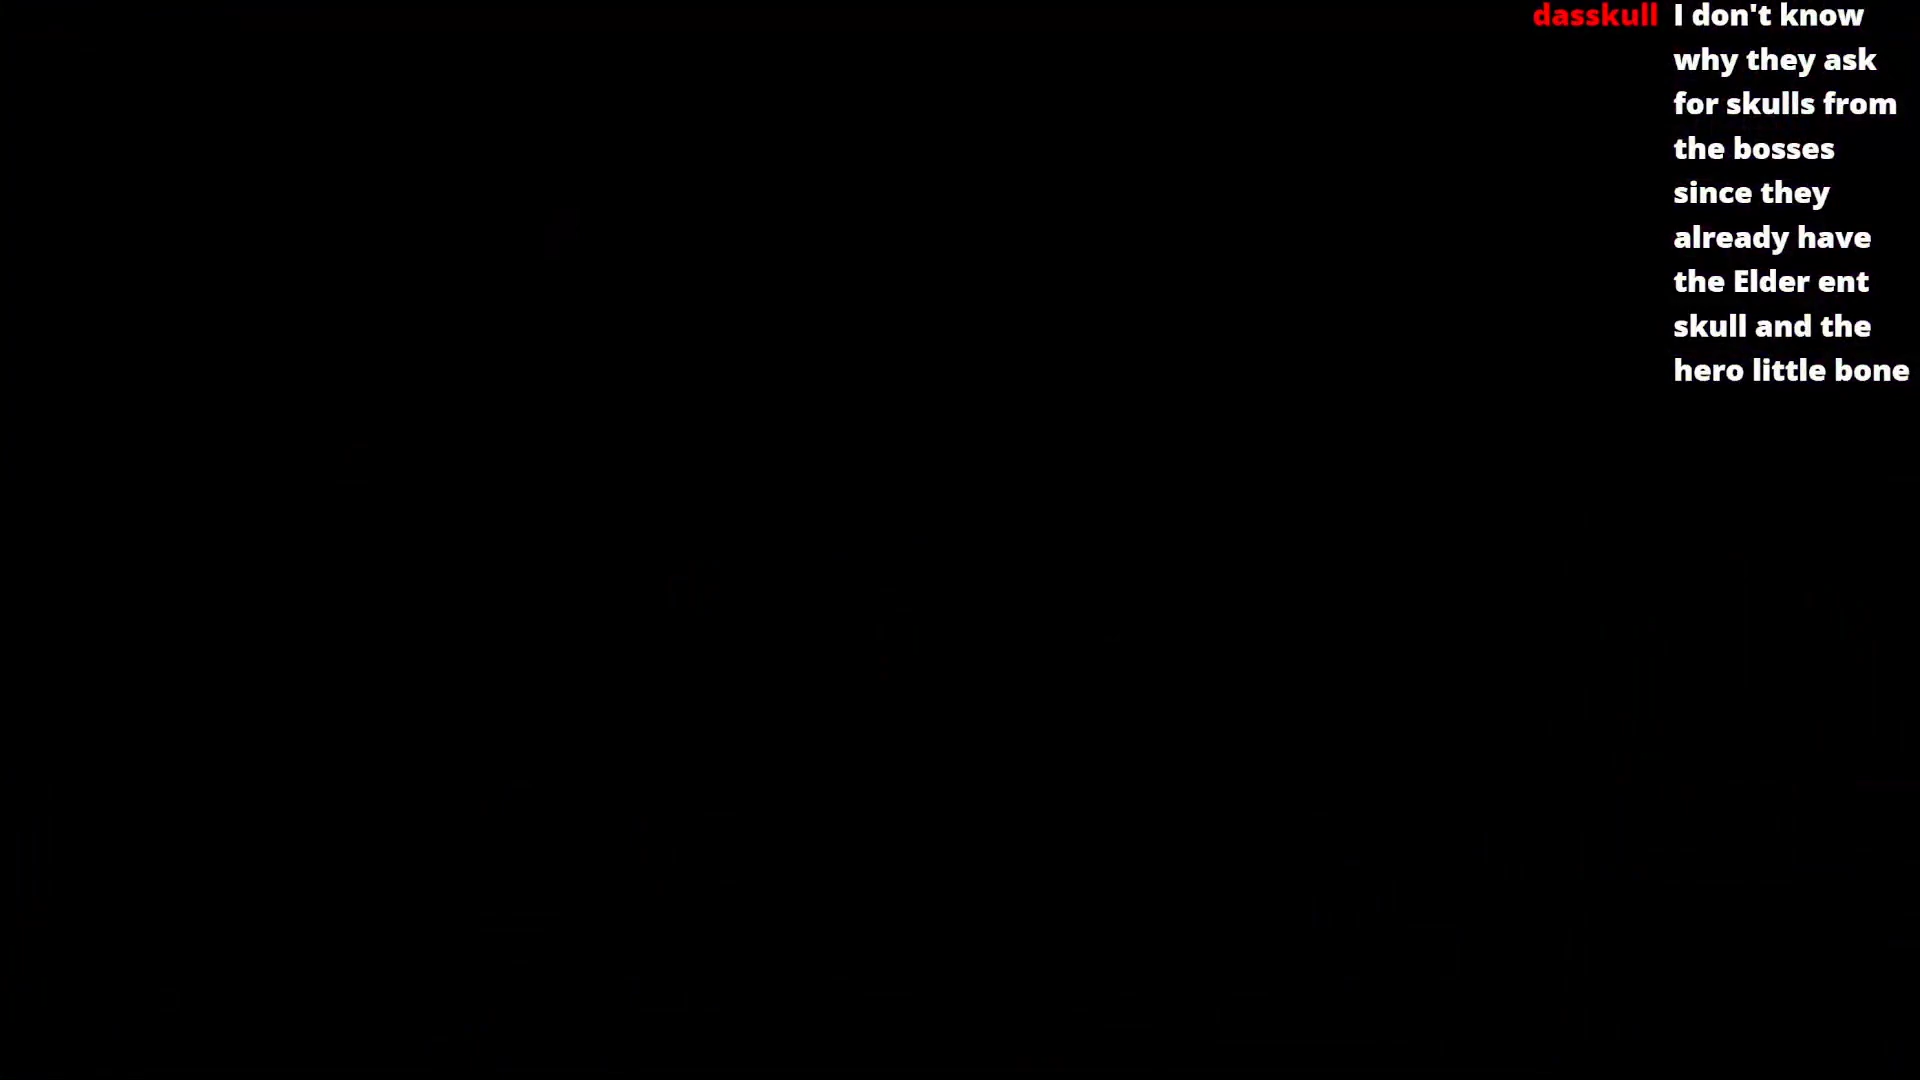 dasskull I don't know
why they ask
for skulls from
the bosses
since they
already have
the Elder ent
skull and the
hero little bone